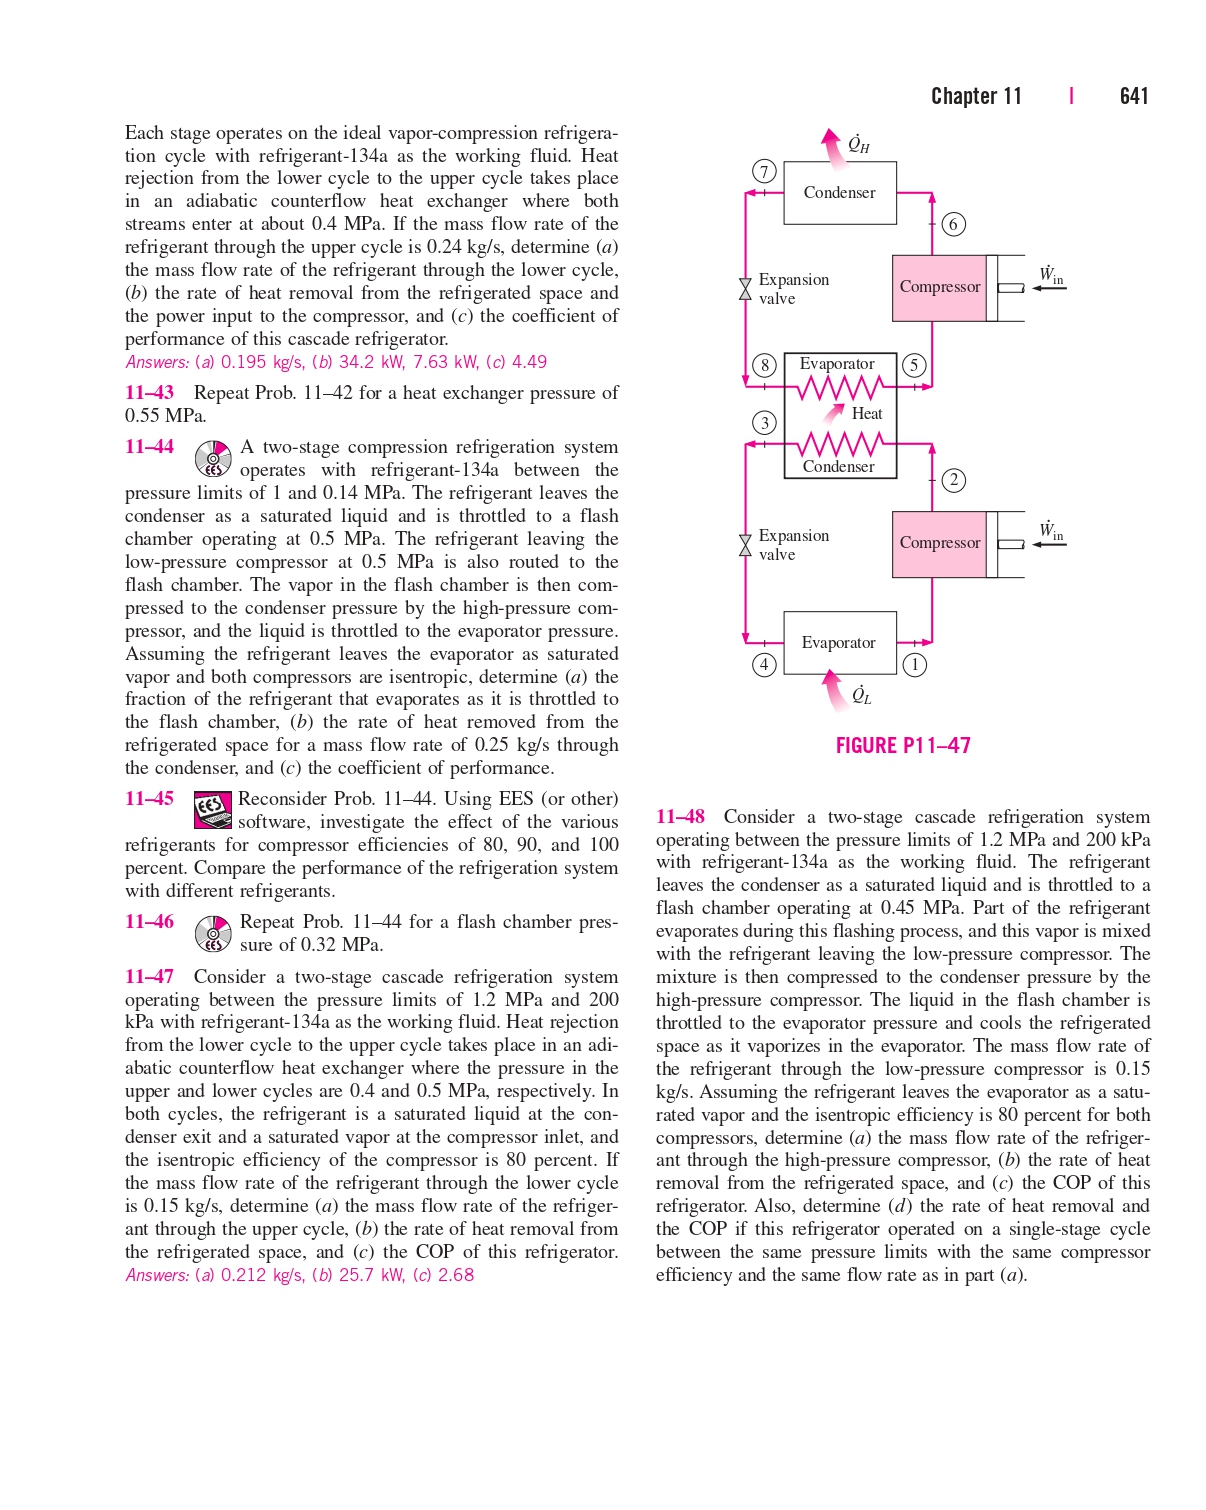 Chapter 11 | 641
Each stage operates on the ideal vapor-compression refrigera-
tion cycle with refrigerant-134a as the working fluid. Heat
rejection from the lower cycle to the upper cycle takes place
in an adiabatic counterflow heat exchanger where both
streams enter at about 0.4 MPa. If the mass flow rate of the
refrigerant through the upper cycle is 0.24 kg/s, determine (a)
the mass flow rate of the refrigerant through the lower cycle,
(b) the rate of heat removal from the refrigerated space and
the power input to the compressor, and (c) the coefficient of
performance of this cascade refrigerator.
Answers: (a) 0.195 kg/s, (b) 34.2 kW, 7.63 kW, (c) 4.49
11–43 Repeat Prob. 11–42 for a heat exchanger pressure of
0.55 MPa.
11–44 EES A two-stage compression refrigeration system
operates with refrigerant-134a between the
pressure limits of 1 and 0.14 MPa. The refrigerant leaves the
condenser as a saturated liquid and is throttled to a flash
chamber operating at 0.5 MPa. The refrigerant leaving the
low-pressure compressor at 0.5 MPa is also routed to the
flash chamber. The vapor in the flash chamber is then com-
pressed to the condenser pressure by the high-pressure com-
pressor, and the liquid is throttled to the evaporator pressure.
Assuming the refrigerant leaves the evaporator as saturated
vapor and both compressors are isentropic, determine (a) the
fraction of the refrigerant that evaporates as it is throttled to
the flash chamber, (b) the rate of heat removed from the
refrigerated space for a mass flow rate of 0.25 kg/s through
the condenser, and (c) the coefficient of performance.
11–45 EES Reconsider Prob. 11–44. Using EES (or other)
software, investigate the effect of the various
refrigerants for compressor efficiencies of 80, 90, and 100
percent. Compare the performance of the refrigeration system
with different refrigerants.
11–46 EES Repeat Prob. 11–44 for a flash chamber pres-
sure of 0.32 MPa.
11–47 Consider a two-stage cascade refrigeration system
operating between the pressure limits of 1.2 MPa and 200
kPa with refrigerant-134a as the working fluid. Heat rejection
from the lower cycle to the upper cycle takes place in an adi-
abatic counterflow heat exchanger where the pressure in the
upper and lower cycles are 0.4 and 0.5 MPa, respectively. In
both cycles, the refrigerant is a saturated liquid at the con-
denser exit and a saturated vapor at the compressor inlet, and
the isentropic efficiency of the compressor is 80 percent. If
the mass flow rate of the refrigerant through the lower cycle
is 0.15 kg/s, determine (a) the mass flow rate of the refriger-
ant through the upper cycle, (b) the rate of heat removal from
the refrigerated space, and (c) the COP of this refrigerator.
Answers: (a) 0.212 kg/s, (b) 25.7 kW, (c) 2.68
Q̇H
7
Condenser
6
Expansion
valve
Compressor
Ẇin
8
Evaporator
5
Heat
3
Condenser
2
Expansion
valve
Compressor
Ẇin
Evaporator
4
1
Q̇L
FIGURE P11–47
11–48 Consider a two-stage cascade refrigeration system
operating between the pressure limits of 1.2 MPa and 200 kPa
with refrigerant-134a as the working fluid. The refrigerant
leaves the condenser as a saturated liquid and is throttled to a
flash chamber operating at 0.45 MPa. Part of the refrigerant
evaporates during this flashing process, and this vapor is mixed
with the refrigerant leaving the low-pressure compressor. The
mixture is then compressed to the condenser pressure by the
high-pressure compressor. The liquid in the flash chamber is
throttled to the evaporator pressure and cools the refrigerated
space as it vaporizes in the evaporator. The mass flow rate of
the refrigerant through the low-pressure compressor is 0.15
kg/s. Assuming the refrigerant leaves the evaporator as a satu-
rated vapor and the isentropic efficiency is 80 percent for both
compressors, determine (a) the mass flow rate of the refriger-
ant through the high-pressure compressor, (b) the rate of heat
removal from the refrigerated space, and (c) the COP of this
refrigerator. Also, determine (d) the rate of heat removal and
the COP if this refrigerator operated on a single-stage cycle
between the same pressure limits with the same compressor
efficiency and the same flow rate as in part (a).